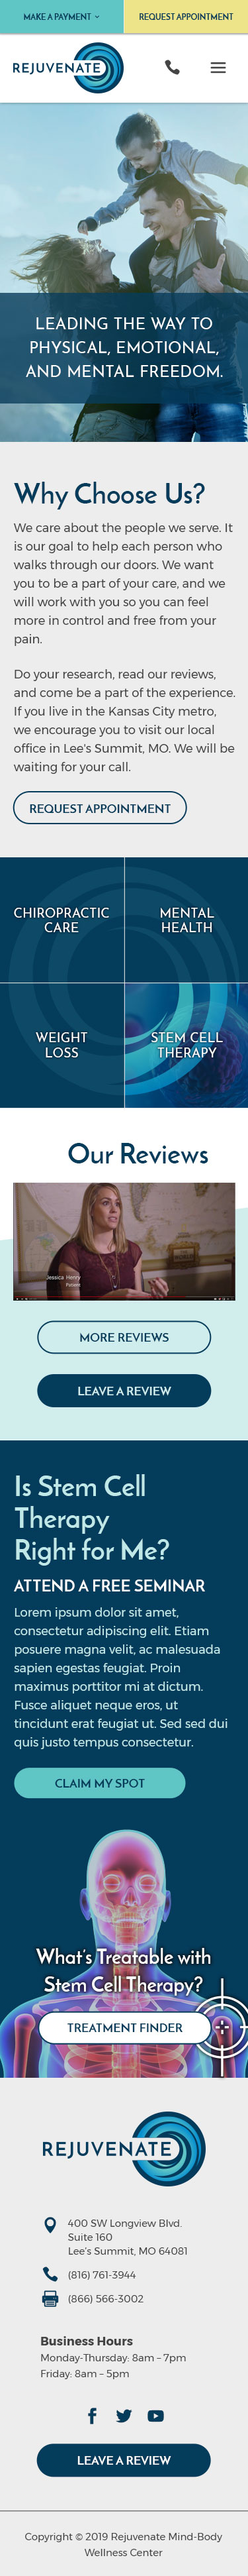 MAKE A PAYMENT
REQUEST APPOINTMENT
REJUVENATE
LEADING THE WAY TO
PHYSICAL, EMOTIONAL,
AND MENTAL FREEDOM.
Why Choose Us?
We care about the people we serve. It
is our goal to help each person who
walks through our doors. We want
you to be a part of your care, and we
will work with you so you can feel
more in control and free from your
pain.
Do your research, read our reviews,
and come be a part of the experience.
If you live in the Kansas City metro,
we encourage you to visit our local
office in Lee's Summit, MO. We will be
waiting for your call.
REQUEST APPOINTMENT
CHIROPRACTIC
CARE
MENTAL
HEALTH
WEIGHT
LOSS
STEM CELL
THERAPY
Our Reviews
Jessica Henry
Patient
MORE REVIEWS
LEAVE A REVIEW
Is Stem Cell
Therapy
Right for Me?
ATTEND A FREE SEMINAR
Lorem ipsum dolor sit amet,
consectetur adipiscing elit. Etiam
posuere magna velit, ac malesuada
sapien egestas feugiat. Proin
maximus porttitor mi at dictum.
Fusce aliquet neque eros, ut
tincidunt erat feugiat ut. Sed sed dui
quis justo tempus consectetur.
CLAIM MY SPOT
What's Treatable with
Stem Cell Therapy?
TREATMENT FINDER
REJUVENATE
400 SW Longview Blvd.
Suite 160
Lee's Summit, MO 64081
(816) 761-3944
(866) 566-3002
Business Hours
Monday-Thursday: 8am – 7pm
Friday: 8am – 5pm
LEAVE A REVIEW
Copyright © 2019 Rejuvenate Mind-Body
Wellness Center